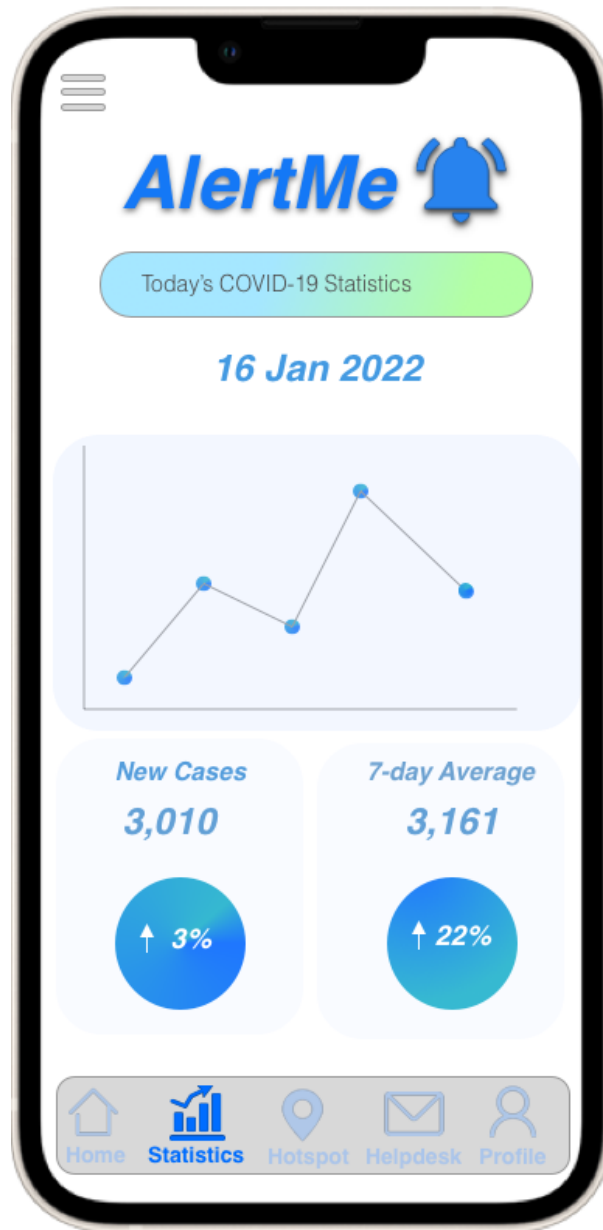 AlertMe
Today's COVID-19 Statistics
16 Jan 2022
New Cases 7-day Average
3,010 3,161
↑ 3% ↑ 22%
Home Statistics Hotspot Helpdesk Profile